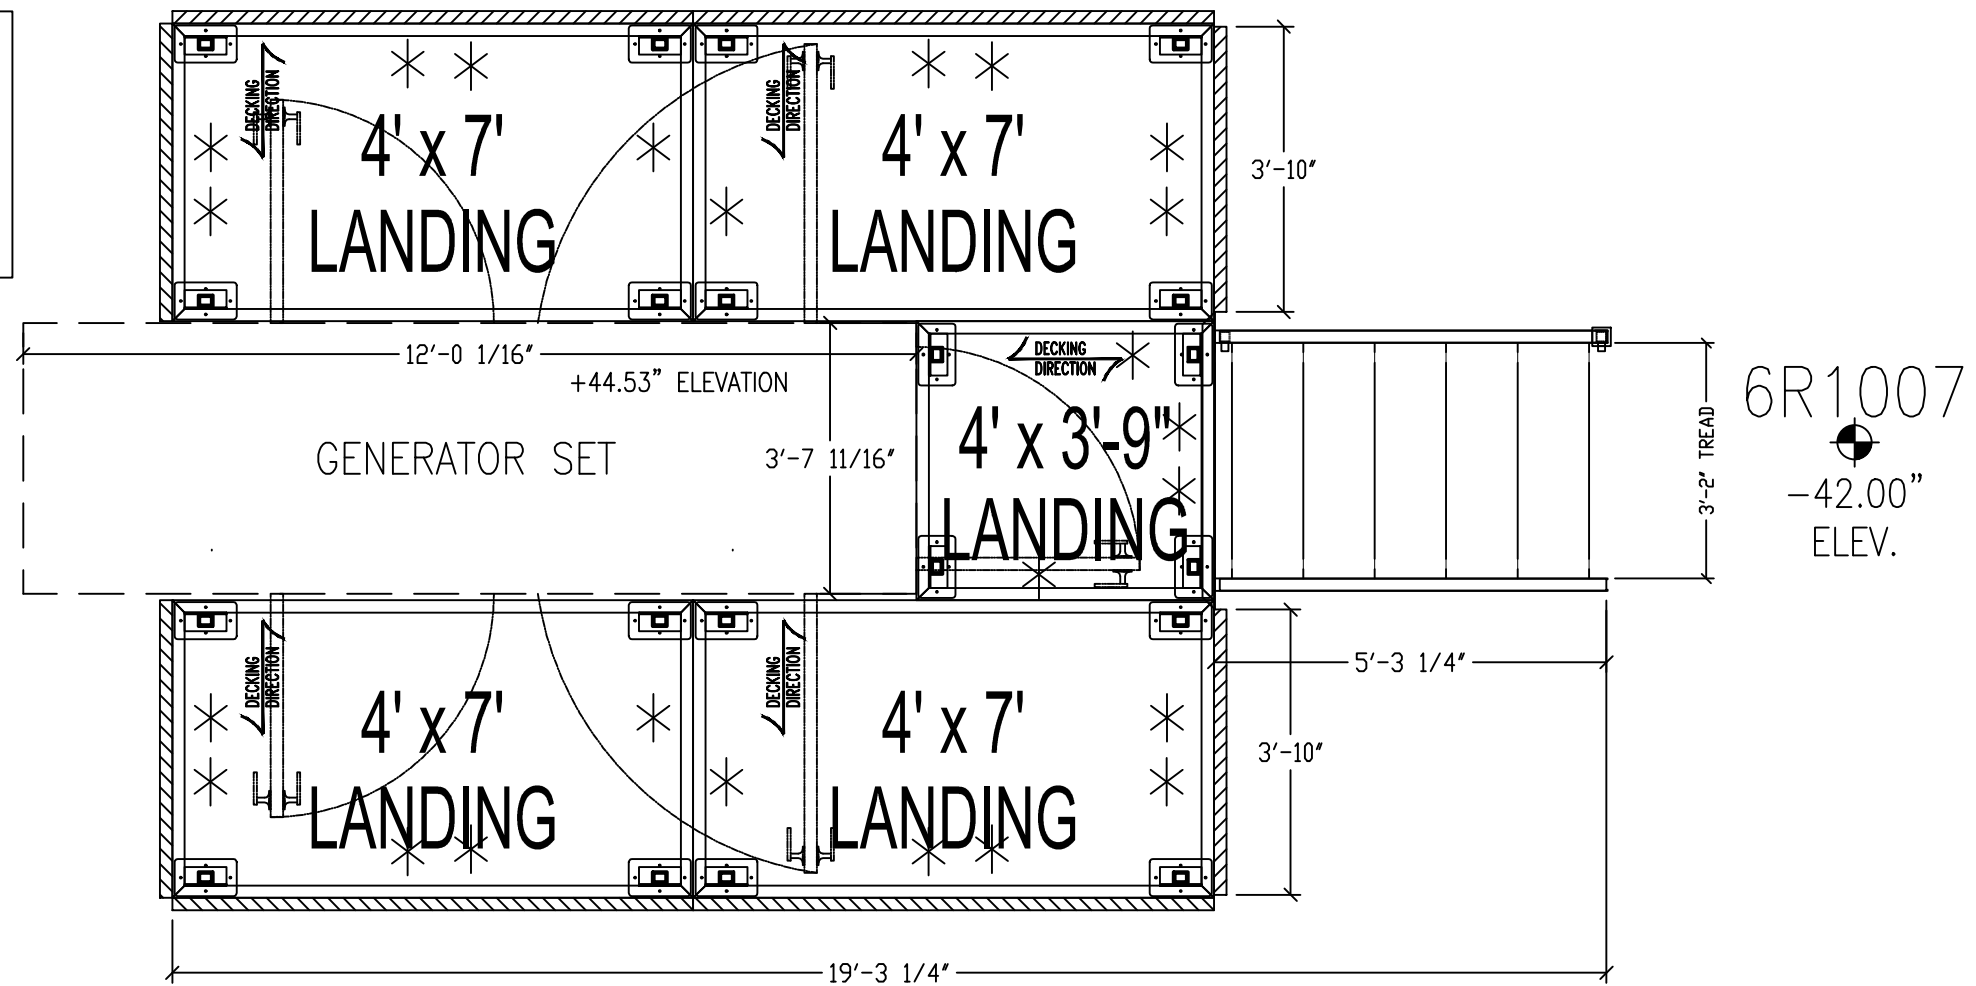 DECKING
DIRECTION
4' x 7'
LANDING
DECKING
DIRECTION
4' x 7'
LANDING
3'-10"
12'-0 1/16"
+44.53” ELEVATION
GENERATOR SET
3'-7 11/16"
DECKING
DIRECTION
4' x 3'-9"
LANDING
3'-2" TREAD
6R1007
-42.00”
ELEV.
DECKING
DIRECTION
4' x 7'
LANDING
DECKING
DIRECTION
4' x 7'
LANDING
3'-10"
5'-3 1/4"
19'-3 1/4"